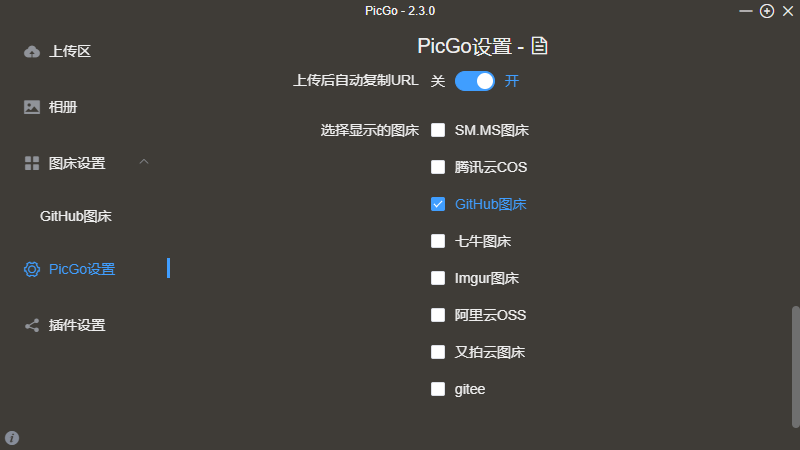 PicGo - 2.3.0
上传区
相册
图床设置
GitHub图床
PicGo设置
插件设置
PicGo设置 -
上传后自动复制URL 关 开
选择显示的图床
SM.MS图床
腾讯云COS
GitHub图床
七牛图床
Imgur图床
阿里云OSS
又拍云图床
gitee